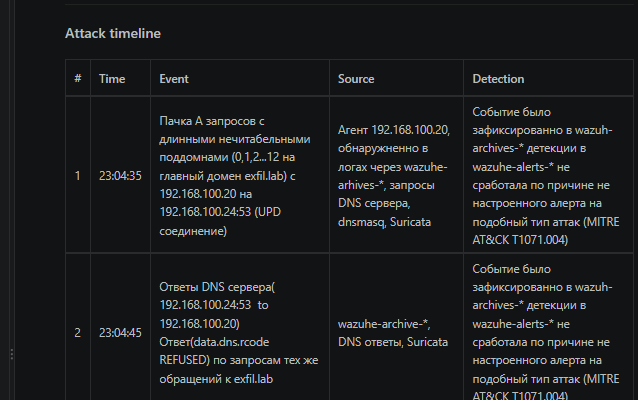 Attack timeline
# Time Event Source Detection
1
23:04:35
Пачка А запросов с
длинными нечитабельными
поддомнами (0,1,2...12 на
главный домен exfil.lab) с
192.168.100.20 на
192.168.100.24:53 (UPD
соединение)
Агент 192.168.100.20,
обнаруженно в
логах через wazuhe-
arhives-*, запросы
DNS сервера,
dnsmasq, Suricata
Событие было
зафиксированно в wazuh-
archives-* детекции в
wazuhe-alerts-* не
сработала по причине не
настроенного алерта на
подобный тип аттак (MITRE
AT&CK T1071.004)
2
23:04:45
Ответы DNS сервера(
192.168.100.24:53 to
192.168.100.20)
Ответ(data.dns.rcode
REFUSED) по запросам тех же
обращений к exfil.lab
wazuhe-archive-*,
DNS ответы, Suricata
Событие было
зафиксированно в wazuh-
archives-* детекции в
wazuhe-alerts-* не
сработала по причине не
настроенного алерта на
подобный тип аттак (MITRE
AT&CK T1071.004)